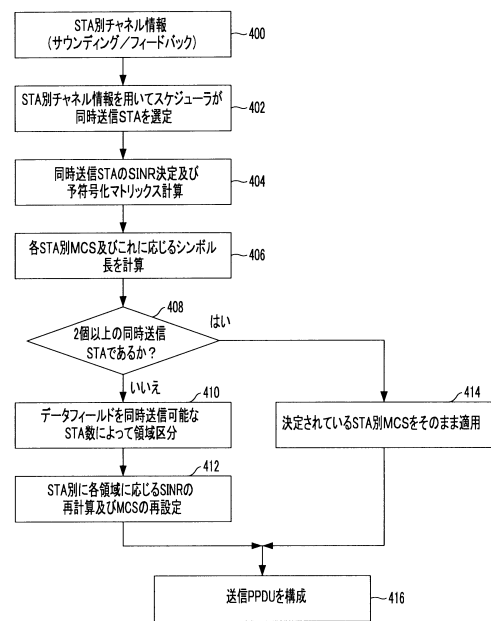 STA別チャネル情報
(サウンディング／フィードバック)
400
STA別チャネル情報を用いてスケジューラが
同時送信STAを選定
402
同時送信STAのSINR決定及び
予符号化マトリックス計算
404
各STA別MCS及びこれに応じるシンボル
長を計算
406
408
2個以上の同時送信
STAであるか？
はい
いいえ
410
データフィールドを同時送信可能な
STA数によって領域区分
414
決定されているSTA別MCSをそのまま適用
412
STA別に各領域に応じるSINRの
再計算及びMCSの再設定
送信PPDUを構成
416